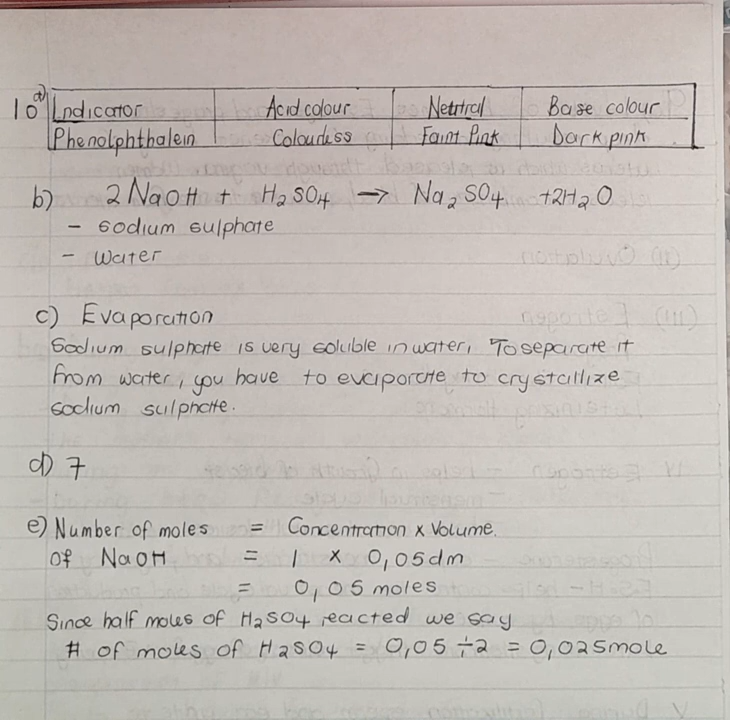 10 a) Indicator Acid colour Neutral Base colour
Phenolphthalein Colourless Faint Pink Dark pink
b) 2NaOH + H₂SO₄ → Na₂SO₄ +2H₂O
- sodium sulphate
- water
c) Evaporation
Sodium sulphate is very soluble in water, To separate it
from water, you have to evaporate to crystallize
sodium sulphate.
d) 7
e) Number of moles = Concentration x Volume.
of NaOH = 1 x 0,05dm
= 0,05 moles
Since half moles of H₂SO₄ reacted we say
# of moles of H₂SO₄ = 0,05 ÷2 = 0,025mole